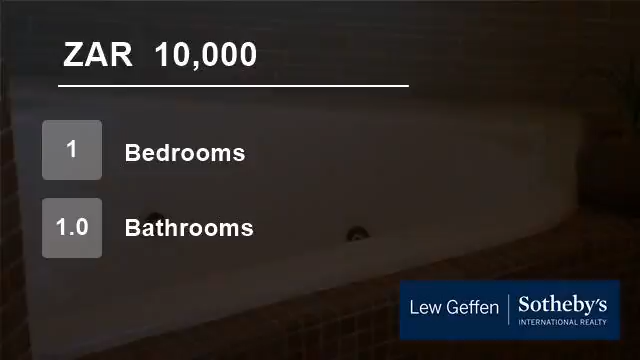 ZAR 10,000
1 Bedrooms
1.0 Bathrooms
Lew Geffen Sotheby's
INTERNATIONAL REALTY